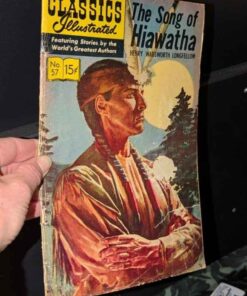 CLASSICS
Illustrated
Featuring Stories by the
World's Greatest Authors
No.
57
15¢
The Song of
Hiawatha
HENRY WADSWORTH LONGFELLOW